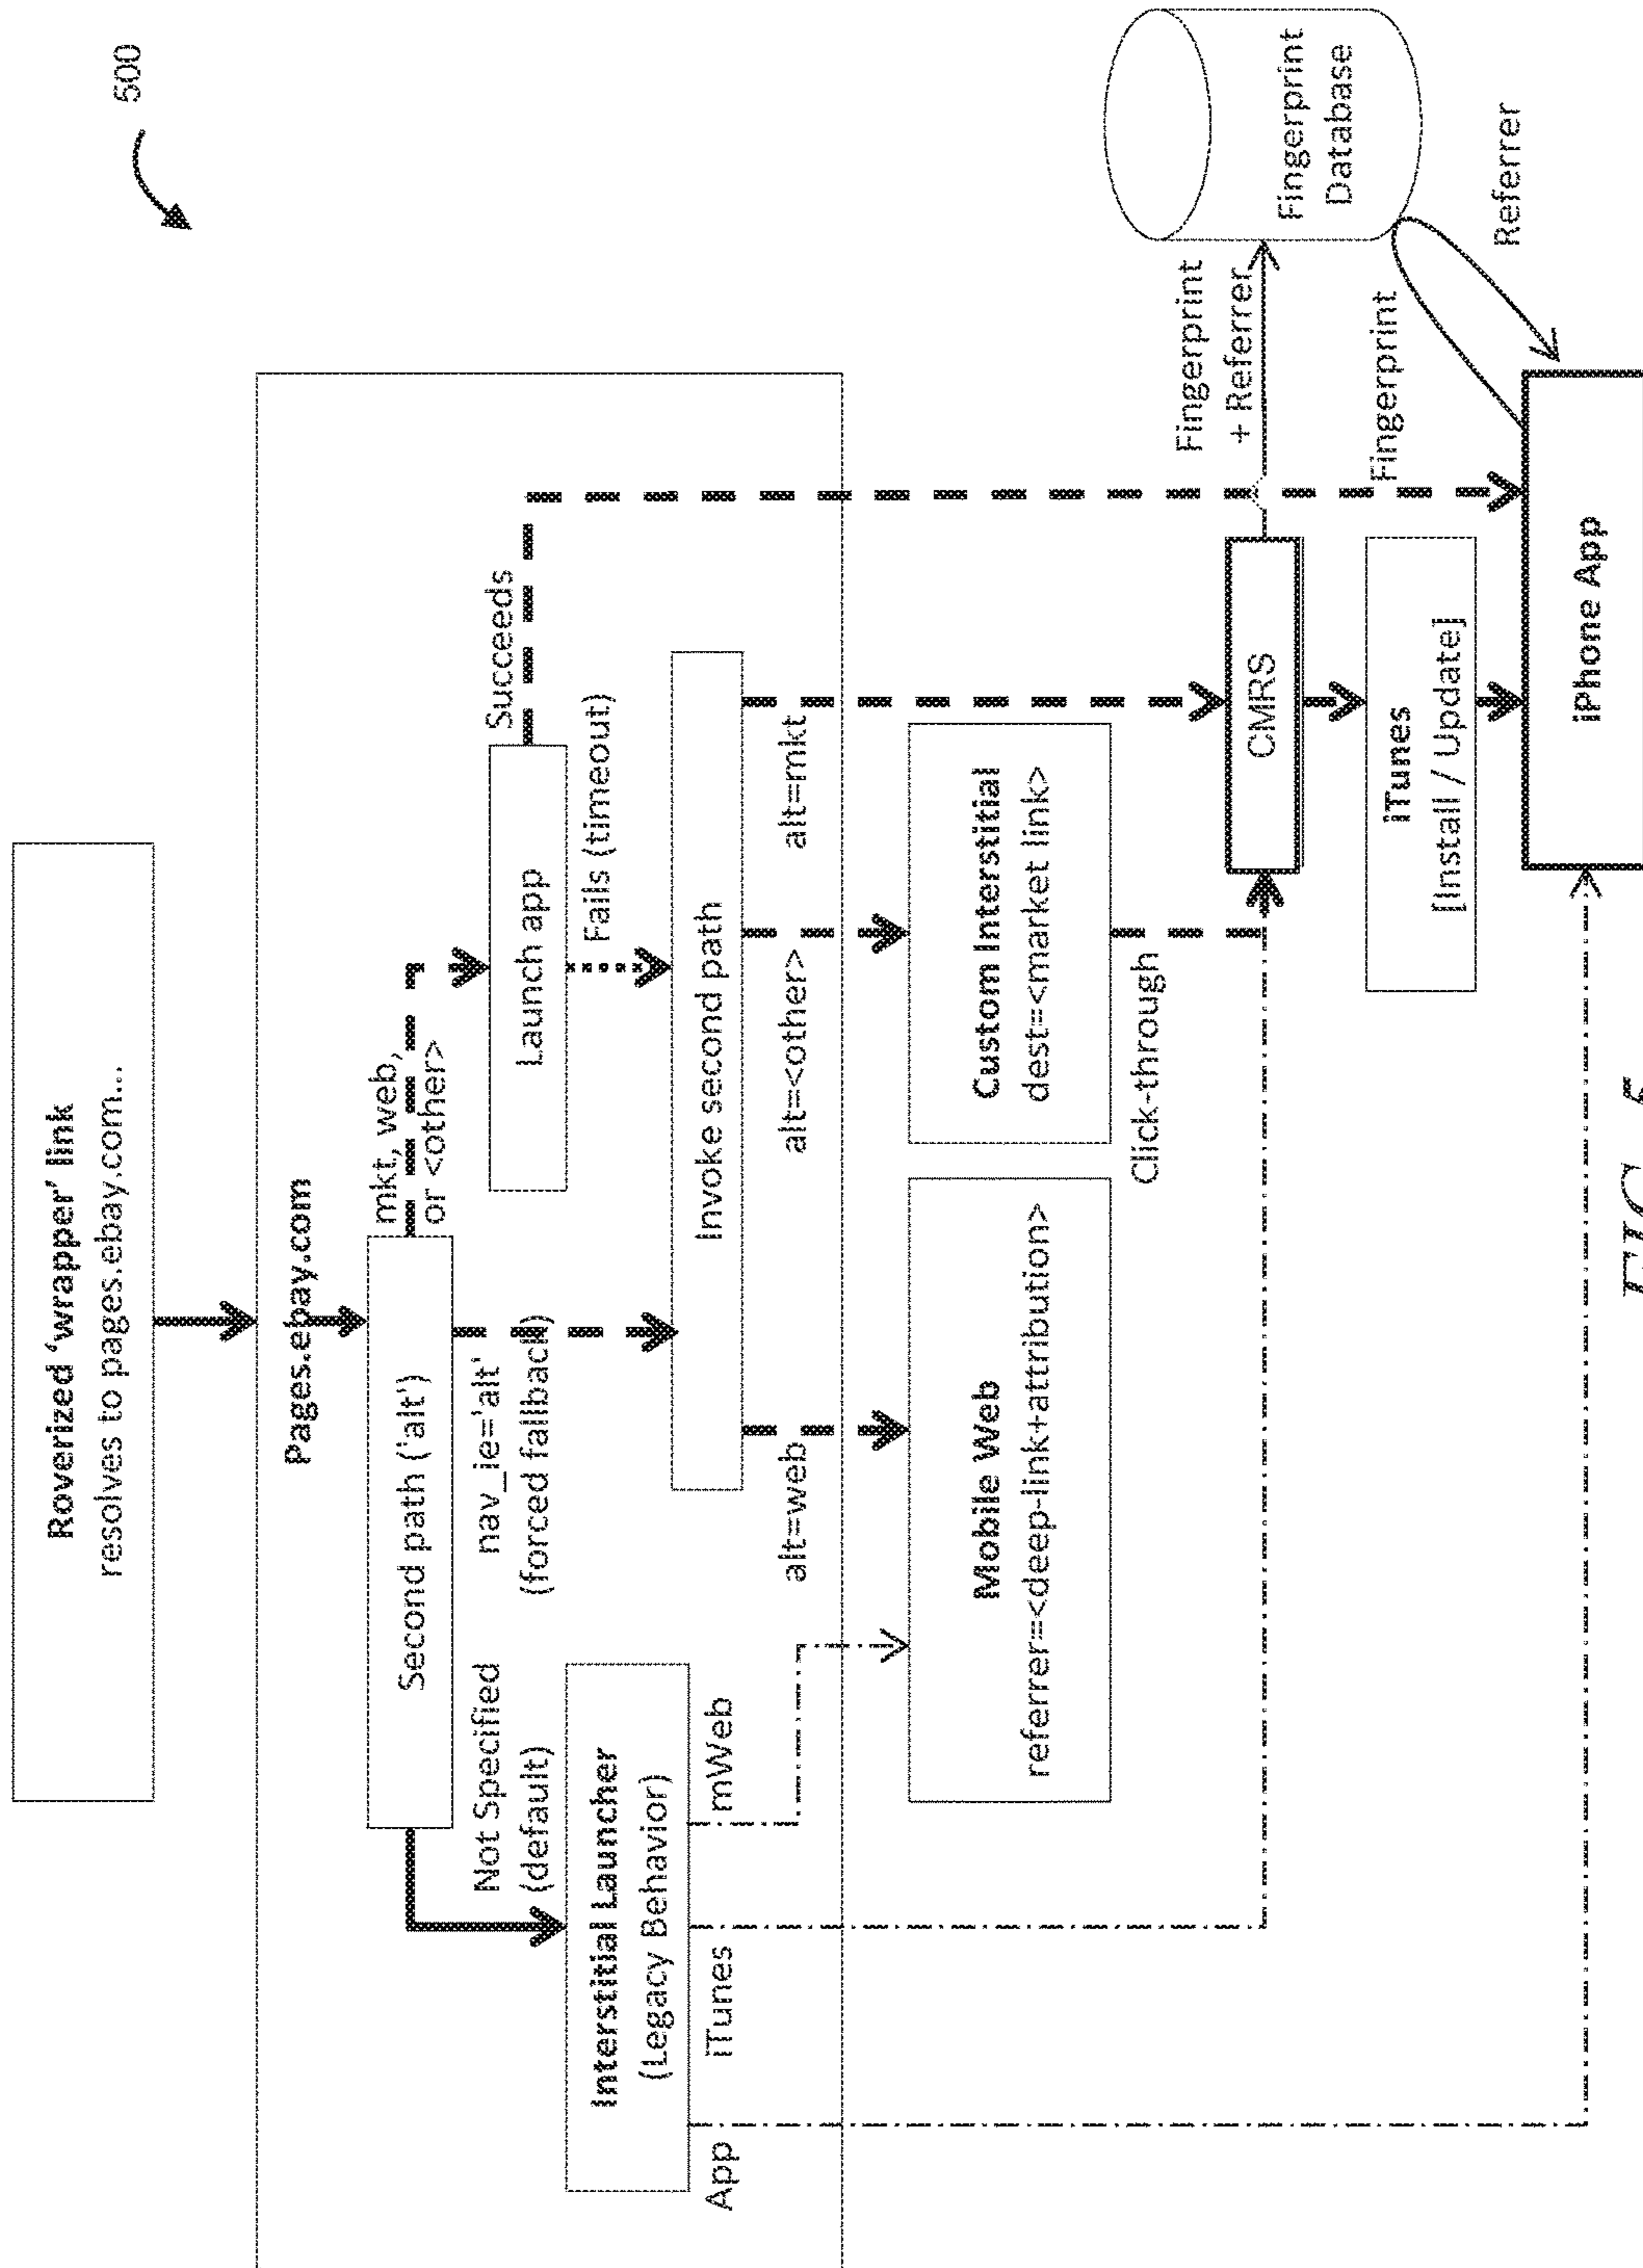 500
Roverized 'wrapper' link
resolves to pages.ebay.com...
Pages.ebay.com
Second path ('alt')
mkt, web,
or <other>
Not Specified
(default)
nav_ie='alt'
(forced fallback)
Launch app
Succeeds
Fails (timeout)
Interstitial Launcher
(Legacy Behavior)
Invoke second path
App
iTunes
mWeb
alt=web
alt=<other>
alt=mkt
Mobile Web
referrer=<deep-link+attribution>
Custom Interstitial
dest=<market link>
Click-through
CMRS
Fingerprint
+ Referrer
Fingerprint
Database
iTunes
[Install / Update]
Fingerprint
Referrer
iPhone App
FIG. 5